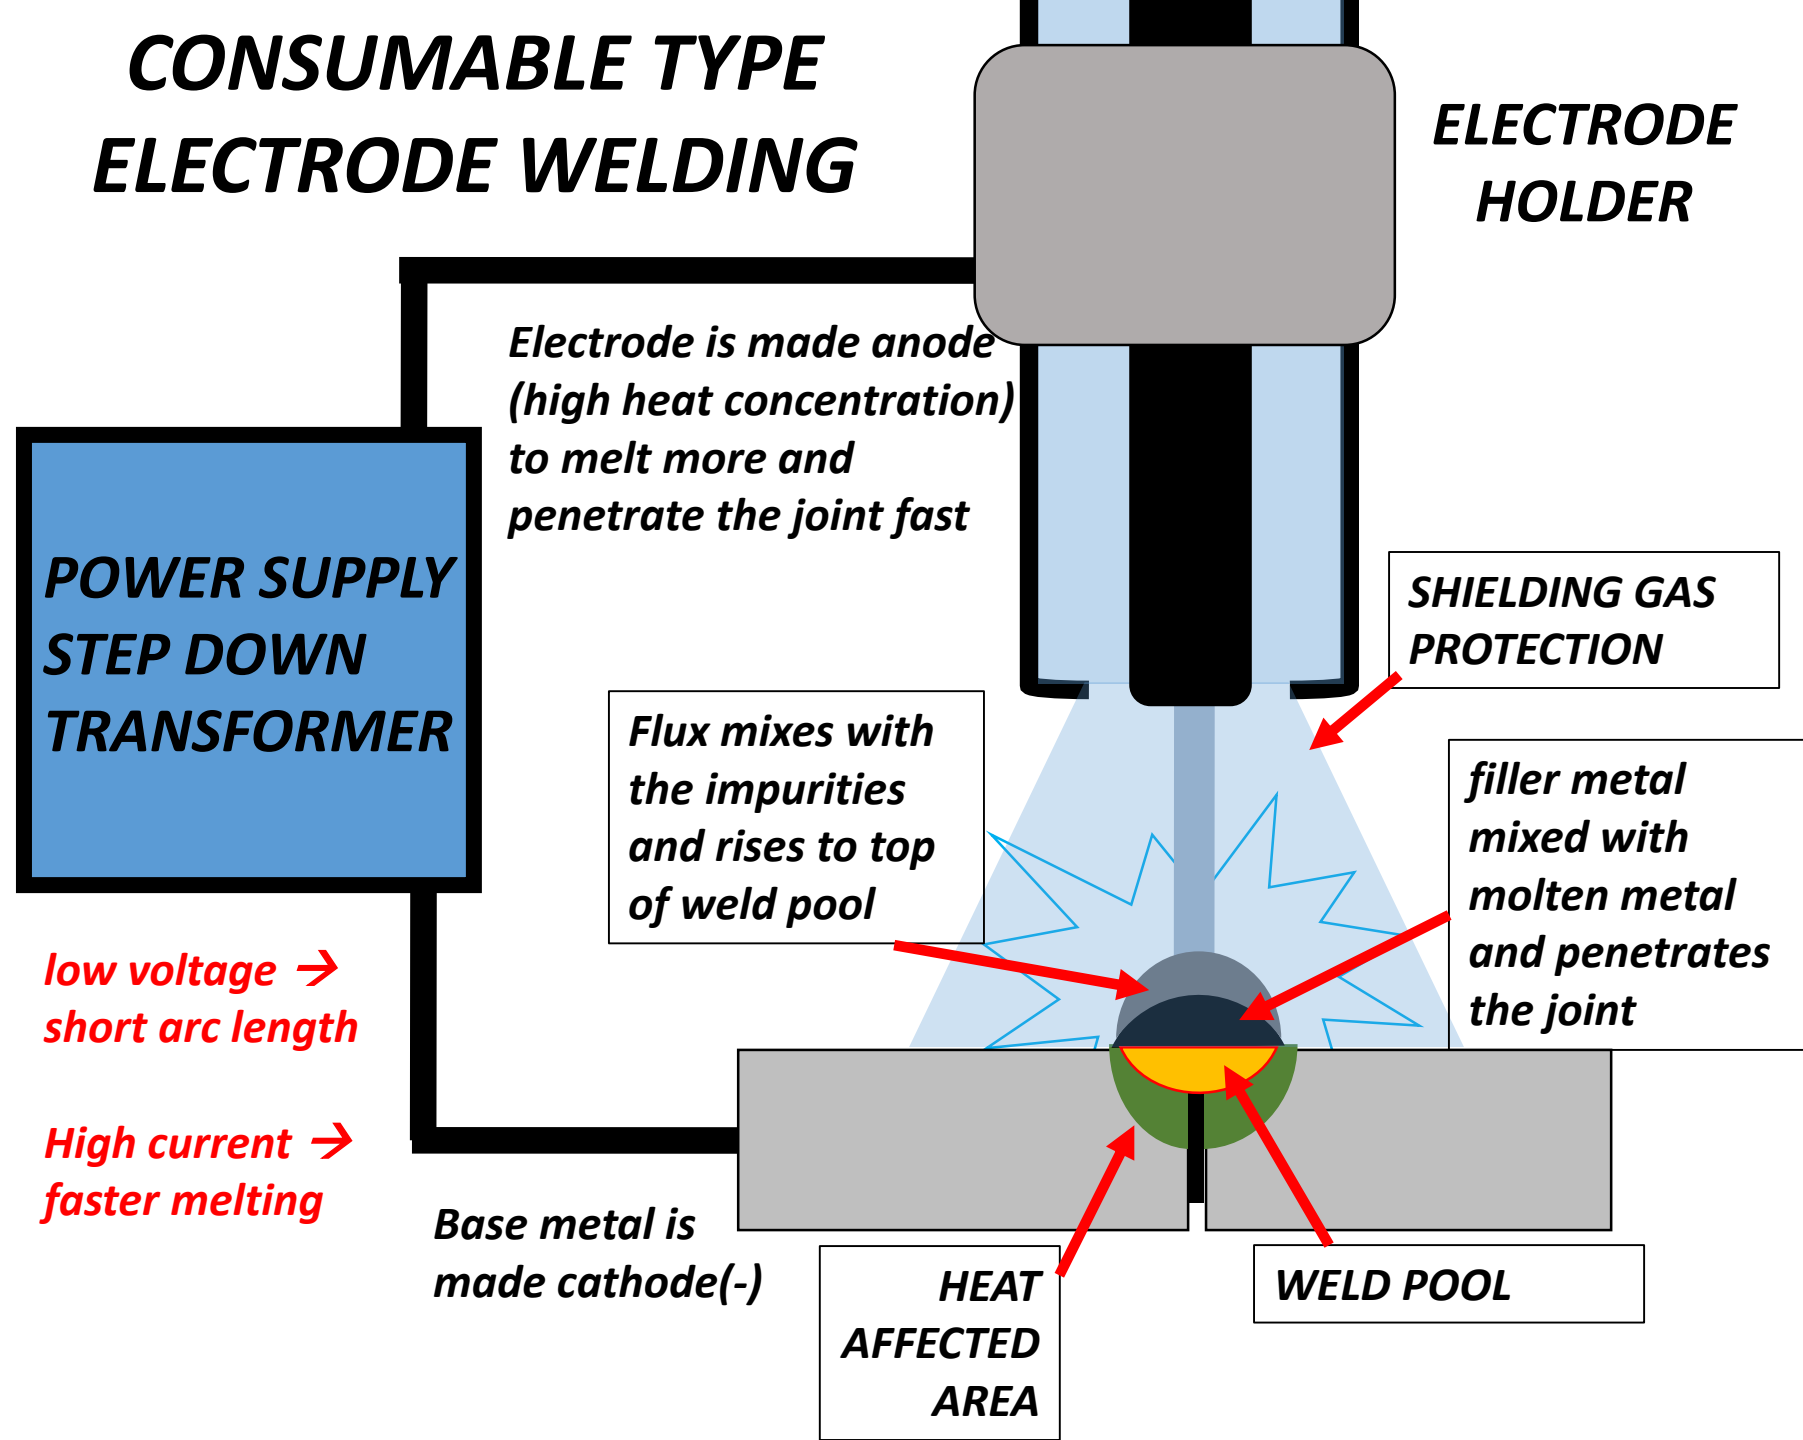 CONSUMABLE TYPE
ELECTRODE WELDING
ELECTRODE
HOLDER
Electrode is made anode
(high heat concentration)
to melt more and
penetrate the joint fast
POWER SUPPLY
STEP DOWN
TRANSFORMER
SHIELDING GAS
PROTECTION
Flux mixes with
the impurities
and rises to top
of weld pool
filler metal
mixed with
molten metal
and penetrates
the joint
low voltage →
short arc length
High current →
faster melting
Base metal is
made cathode(-)
HEAT
AFFECTED
AREA
WELD POOL